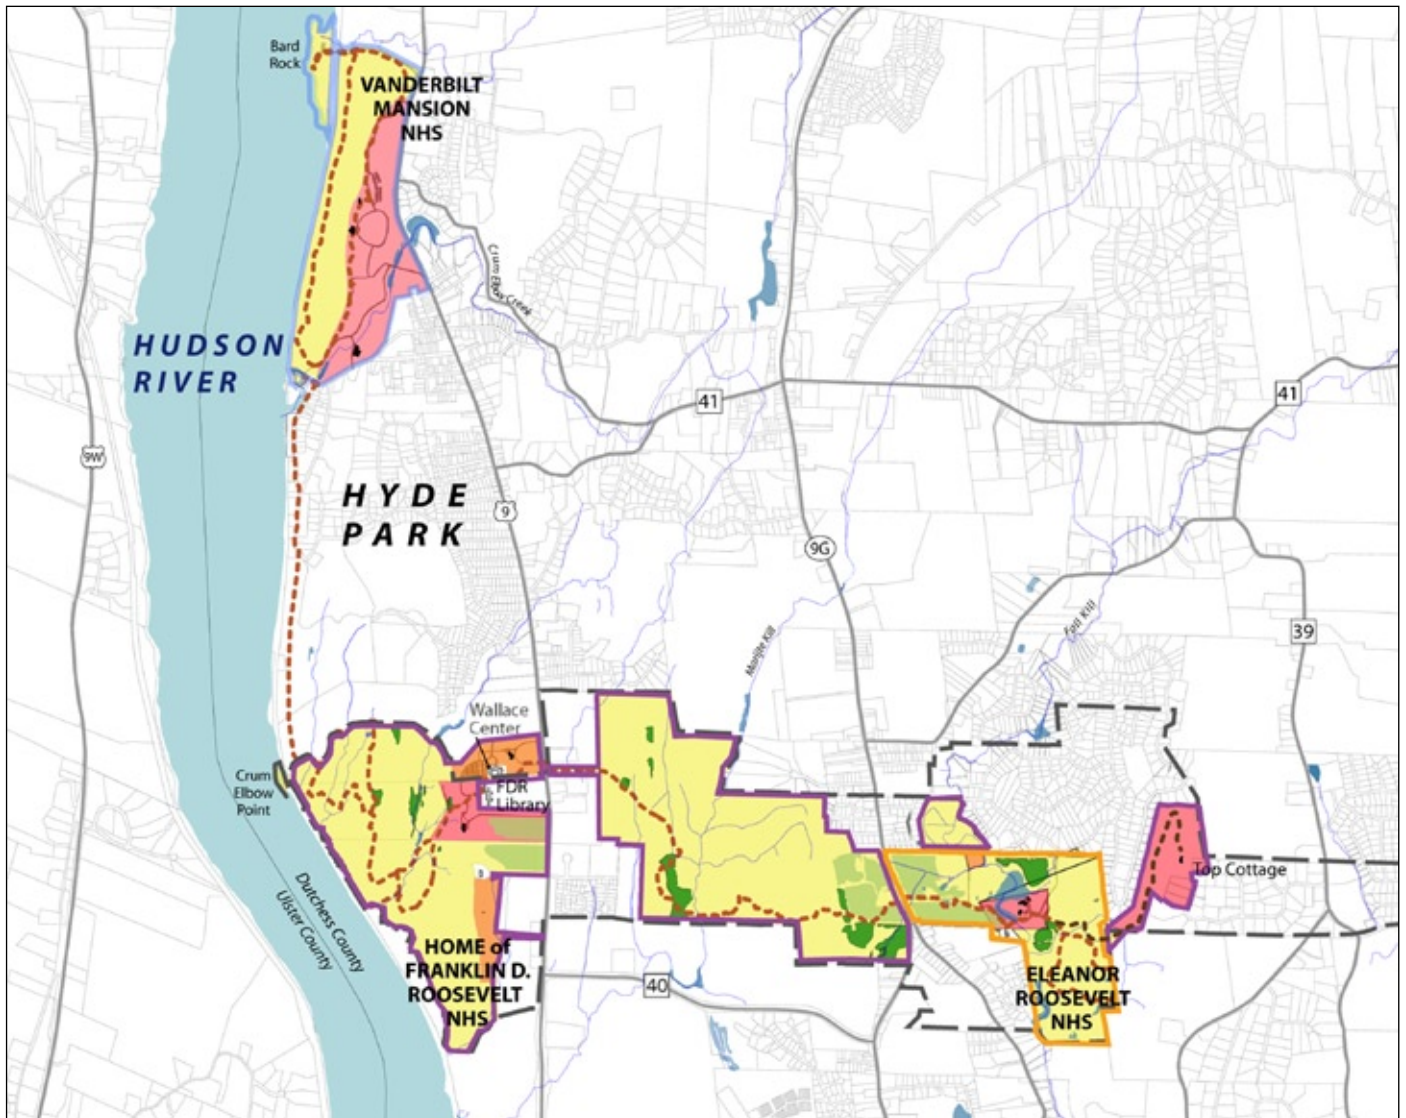 Bard
Rock
VANDERBILT
MANSION
NHS
Crum Elbow Creek
HUDSON
RIVER
41
41
9W
HYDE
PARK
9
9G
Fall Kill
39
Maritje Kill
Wallace
Center
Crum
Elbow
Point
FDR
Library
Top Cottage
Dutchess County
Ulster County
HOME of
FRANKLIN D.
ROOSEVELT
NHS
40
ELEANOR
ROOSEVELT
NHS